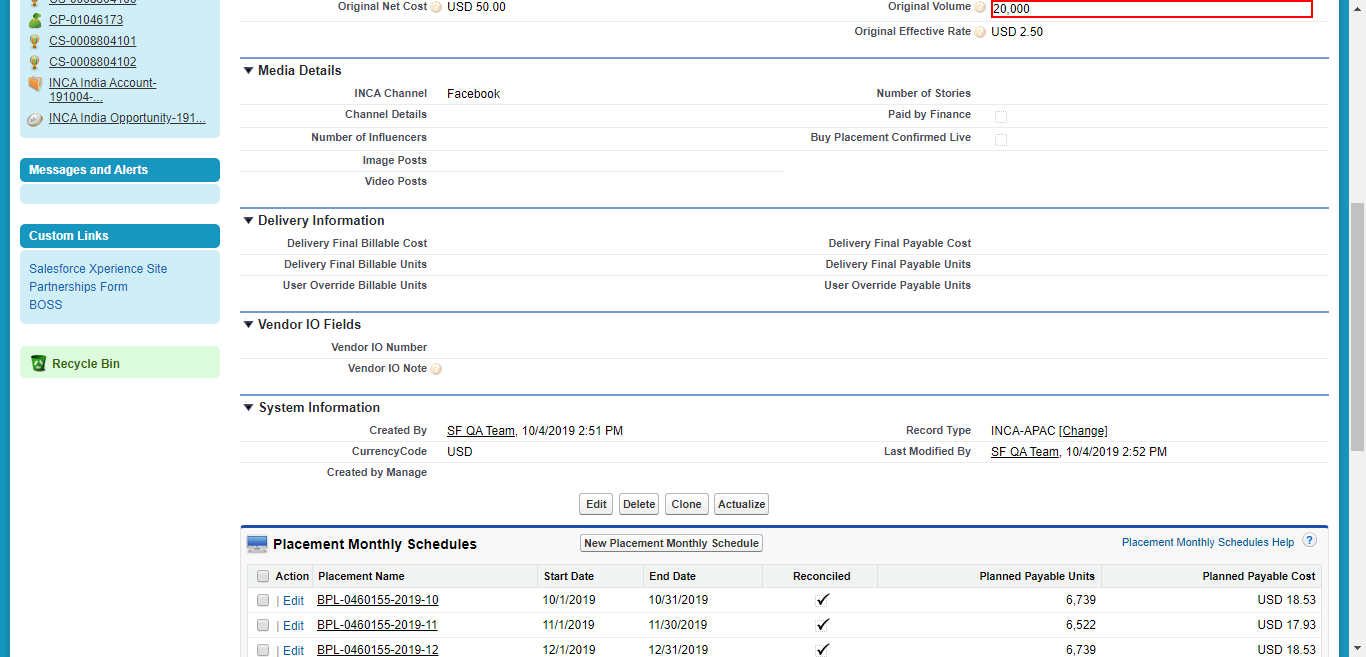 CS-0008804100
Original Net Cost ? USD 50.00 Original Volume ? 20,000
CP-01046173
Original Effective Rate ? USD 2.50
CS-0008804101
CS-0008804102
INCA India Account-
191004-...
INCA India Opportunity-191...
Messages and Alerts
Custom Links
Salesforce Xperience Site
Partnerships Form
BOSS
Recycle Bin
Media Details
INCA Channel Facebook Number of Stories
Channel Details Paid by Finance
Number of Influencers Buy Placement Confirmed Live
Image Posts
Video Posts
Delivery Information
Delivery Final Billable Cost Delivery Final Payable Cost
Delivery Final Billable Units Delivery Final Payable Units
User Override Billable Units User Override Payable Units
Vendor IO Fields
Vendor IO Number
Vendor IO Note ?
System Information
Created By SF QA Team, 10/4/2019 2:51 PM Record Type INCA-APAC [Change]
CurrencyCode USD Last Modified By SF QA Team, 10/4/2019 2:52 PM
Created by Manage
Edit Delete Clone Actualize
Placement Monthly Schedules New Placement Monthly Schedule Placement Monthly Schedules Help ?
Action Placement Name Start Date End Date Reconciled Planned Payable Units Planned Payable Cost
| Edit BPL-0460155-2019-10 10/1/2019 10/31/2019 6,739 USD 18.53
| Edit BPL-0460155-2019-11 11/1/2019 11/30/2019 6,522 USD 17.93
| Edit BPL-0460155-2019-12 12/1/2019 12/31/2019 6,739 USD 18.53